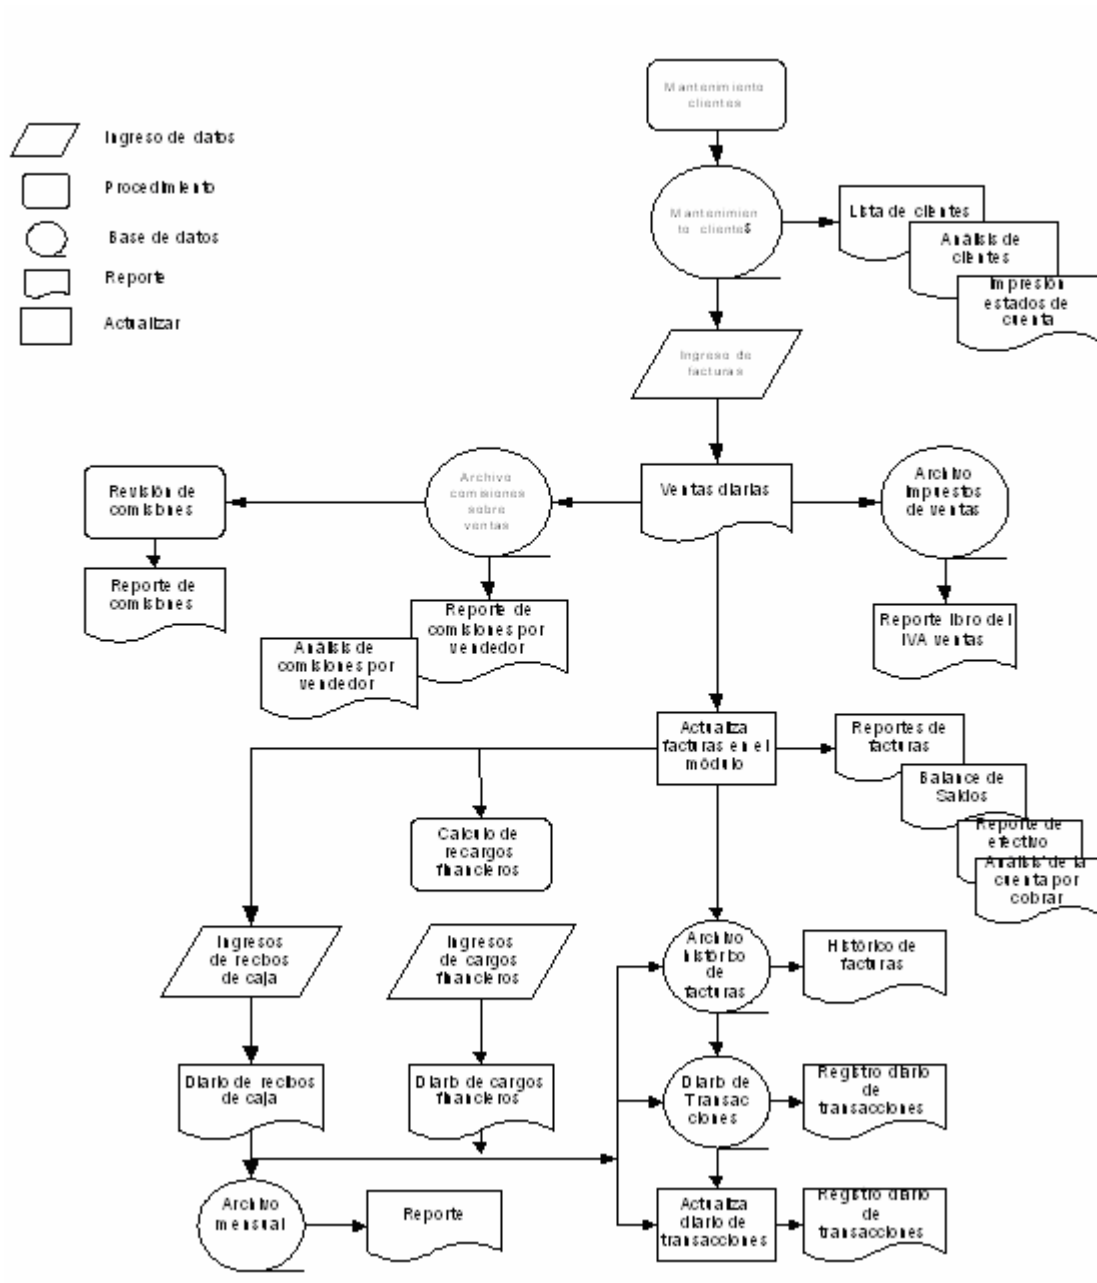 Mantenimiento
clientes
Ingreso de datos
Procedimiento
Base de datos
Reporte
Actualizar
Mantenimien
to clientes
Lista de clientes
Análisis de
clientes
Impresión
estados de
cuenta
Ingreso de
facturas
Revisión de
comisiones
Archivo
comisiones
sobre
ventas
Ventas diarias
Archivo
impuestos
de ventas
Reporte de
comisiones
Reporte de
comisiones por
vendedor
Análisis de
comisiones por
vendedor
Reporte libro del
IVA ventas
Actualiza
facturas en el
módulo
Reportes de
facturas
Balance de
Saldos
Reporte de
efectivo
Análisis de la
cuenta por
cobrar
Calculo de
recargos
financieros
Ingresos
de recibos
de caja
Ingresos
de cargos
financieros
Archivo
histórico
de
facturas
Histórico de
facturas
Diario de recibos
de caja
Diario de cargos
financieros
Diario de
Transac
ciones
Registro diario
de
transacciones
Archivo
mensual
Reporte
Actualiza
diario de
transacciones
Registro diario
de
transacciones